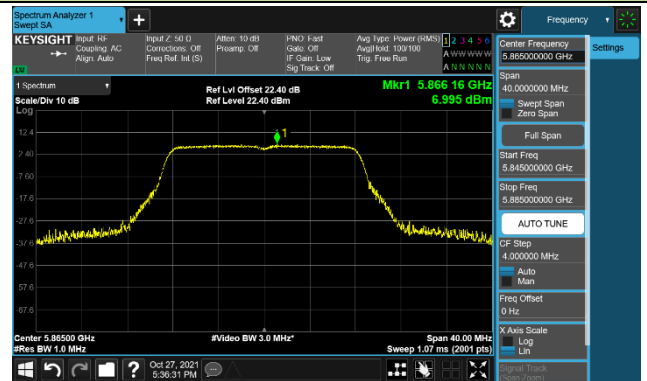 Spectrum Analyzer 1
Swept SA
Frequency
KEYSIGHT
Input: RF
Coupling: AC
Align: Auto
Input Z: 50 Ω
Corrections: Off
Freq Ref: Int (S)
Atten: 10 dB
Preamp: Off
PNO: Fast
Gate: Off
IF Gain: Low
Sig Track: Off
Avg Type: Power (RMS)
Avg|Hold: 100/100
Trig: Free Run
1 2 3 4 5 6
A W W W W W
A N N N N N
1 Spectrum
Scale/Div 10 dB
Log
Ref Lvl Offset 22.40 dB
Ref Level 22.40 dBm
Mkr1 5.866 16 GHz
6.995 dBm
1
12.4
2.40
-7.60
-17.6
-27.6
-37.6
-47.6
-57.6
-67.6
Center 5.86500 GHz
#Res BW 1.0 MHz
#Video BW 3.0 MHz*
Span 40.00 MHz
Sweep 1.07 ms (2001 pts)
Center Frequency
5.865000000 GHz
Settings
Span
40.0000000 MHz
Swept Span
Zero Span
Full Span
Start Freq
5.845000000 GHz
Stop Freq
5.885000000 GHz
AUTO TUNE
CF Step
4.000000 MHz
Auto
Man
Freq Offset
0 Hz
X Axis Scale
Log
Lin
Signal Track
(Span Zoom)
?
Oct 27, 2021
5:36:31 PM